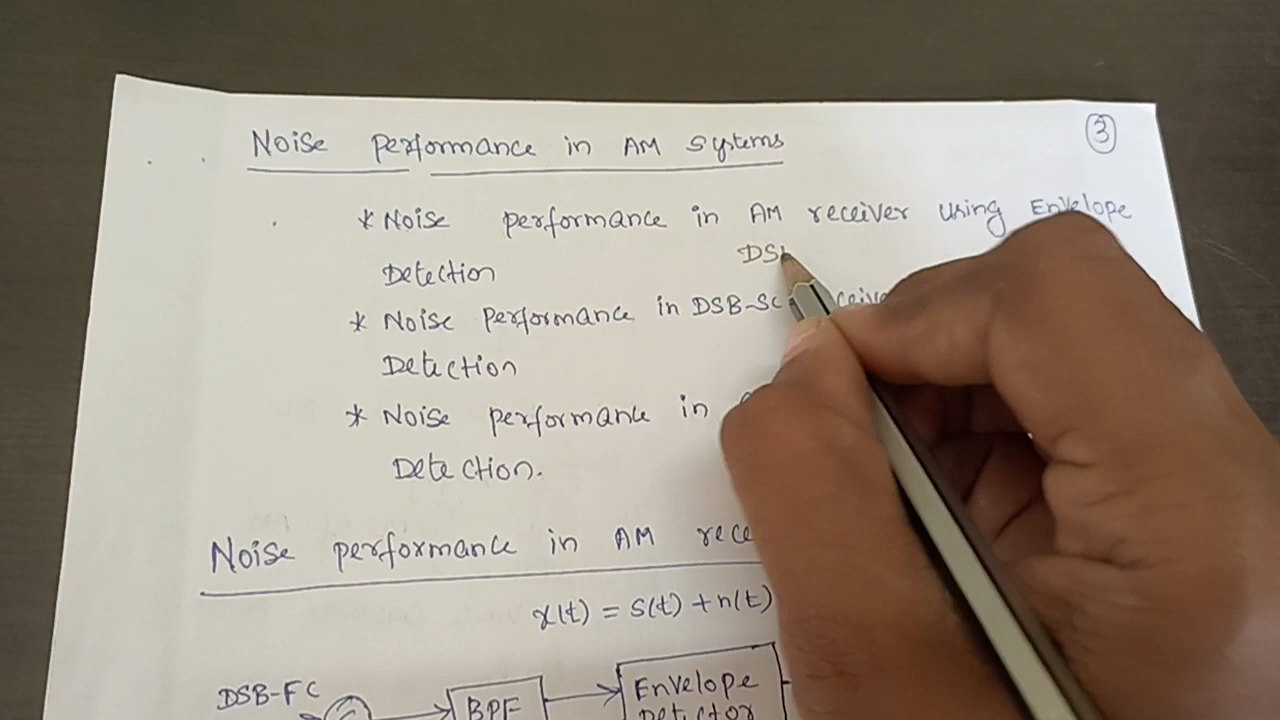 Noise Performance in AM Systems
3
* Noise performance in AM receiver using Envelope
Detection
DS
* Noise performance in DSB-SC
Detection
* Noise performance in
Detection.
Noise performance in AM
x(t) = s(t) + n(t)
DSB-FC
BPF
Envelope
Detector